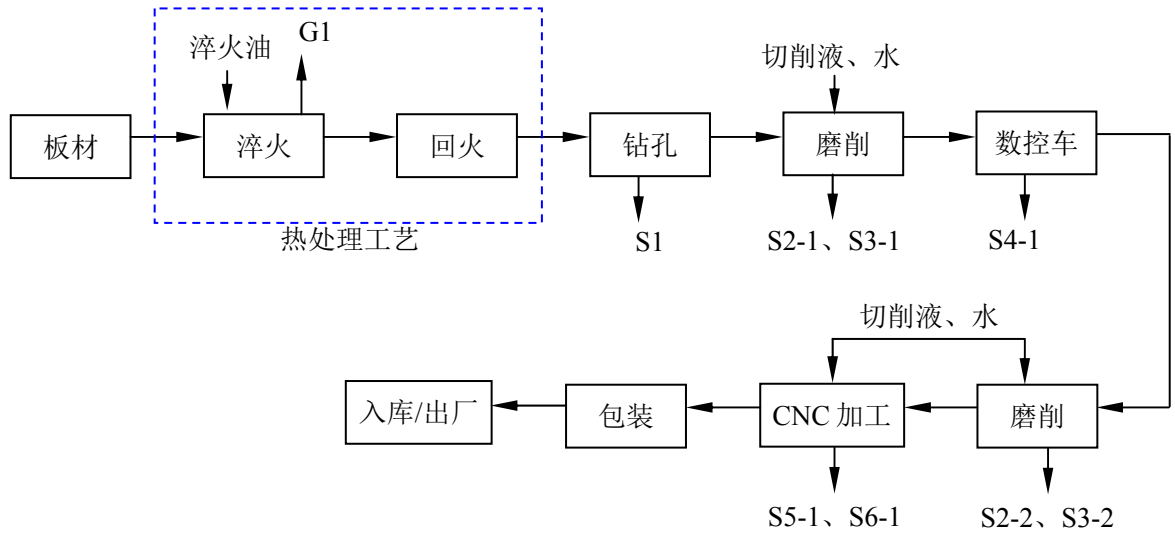 G1
淬火油
切削液、水
板材
淬火
回火
钻孔
磨削
数控车
热处理工艺
S1
S2-1、S3-1
S4-1
切削液、水
入库/出厂
包装
CNC 加工
磨削
S5-1、S6-1
S2-2、S3-2